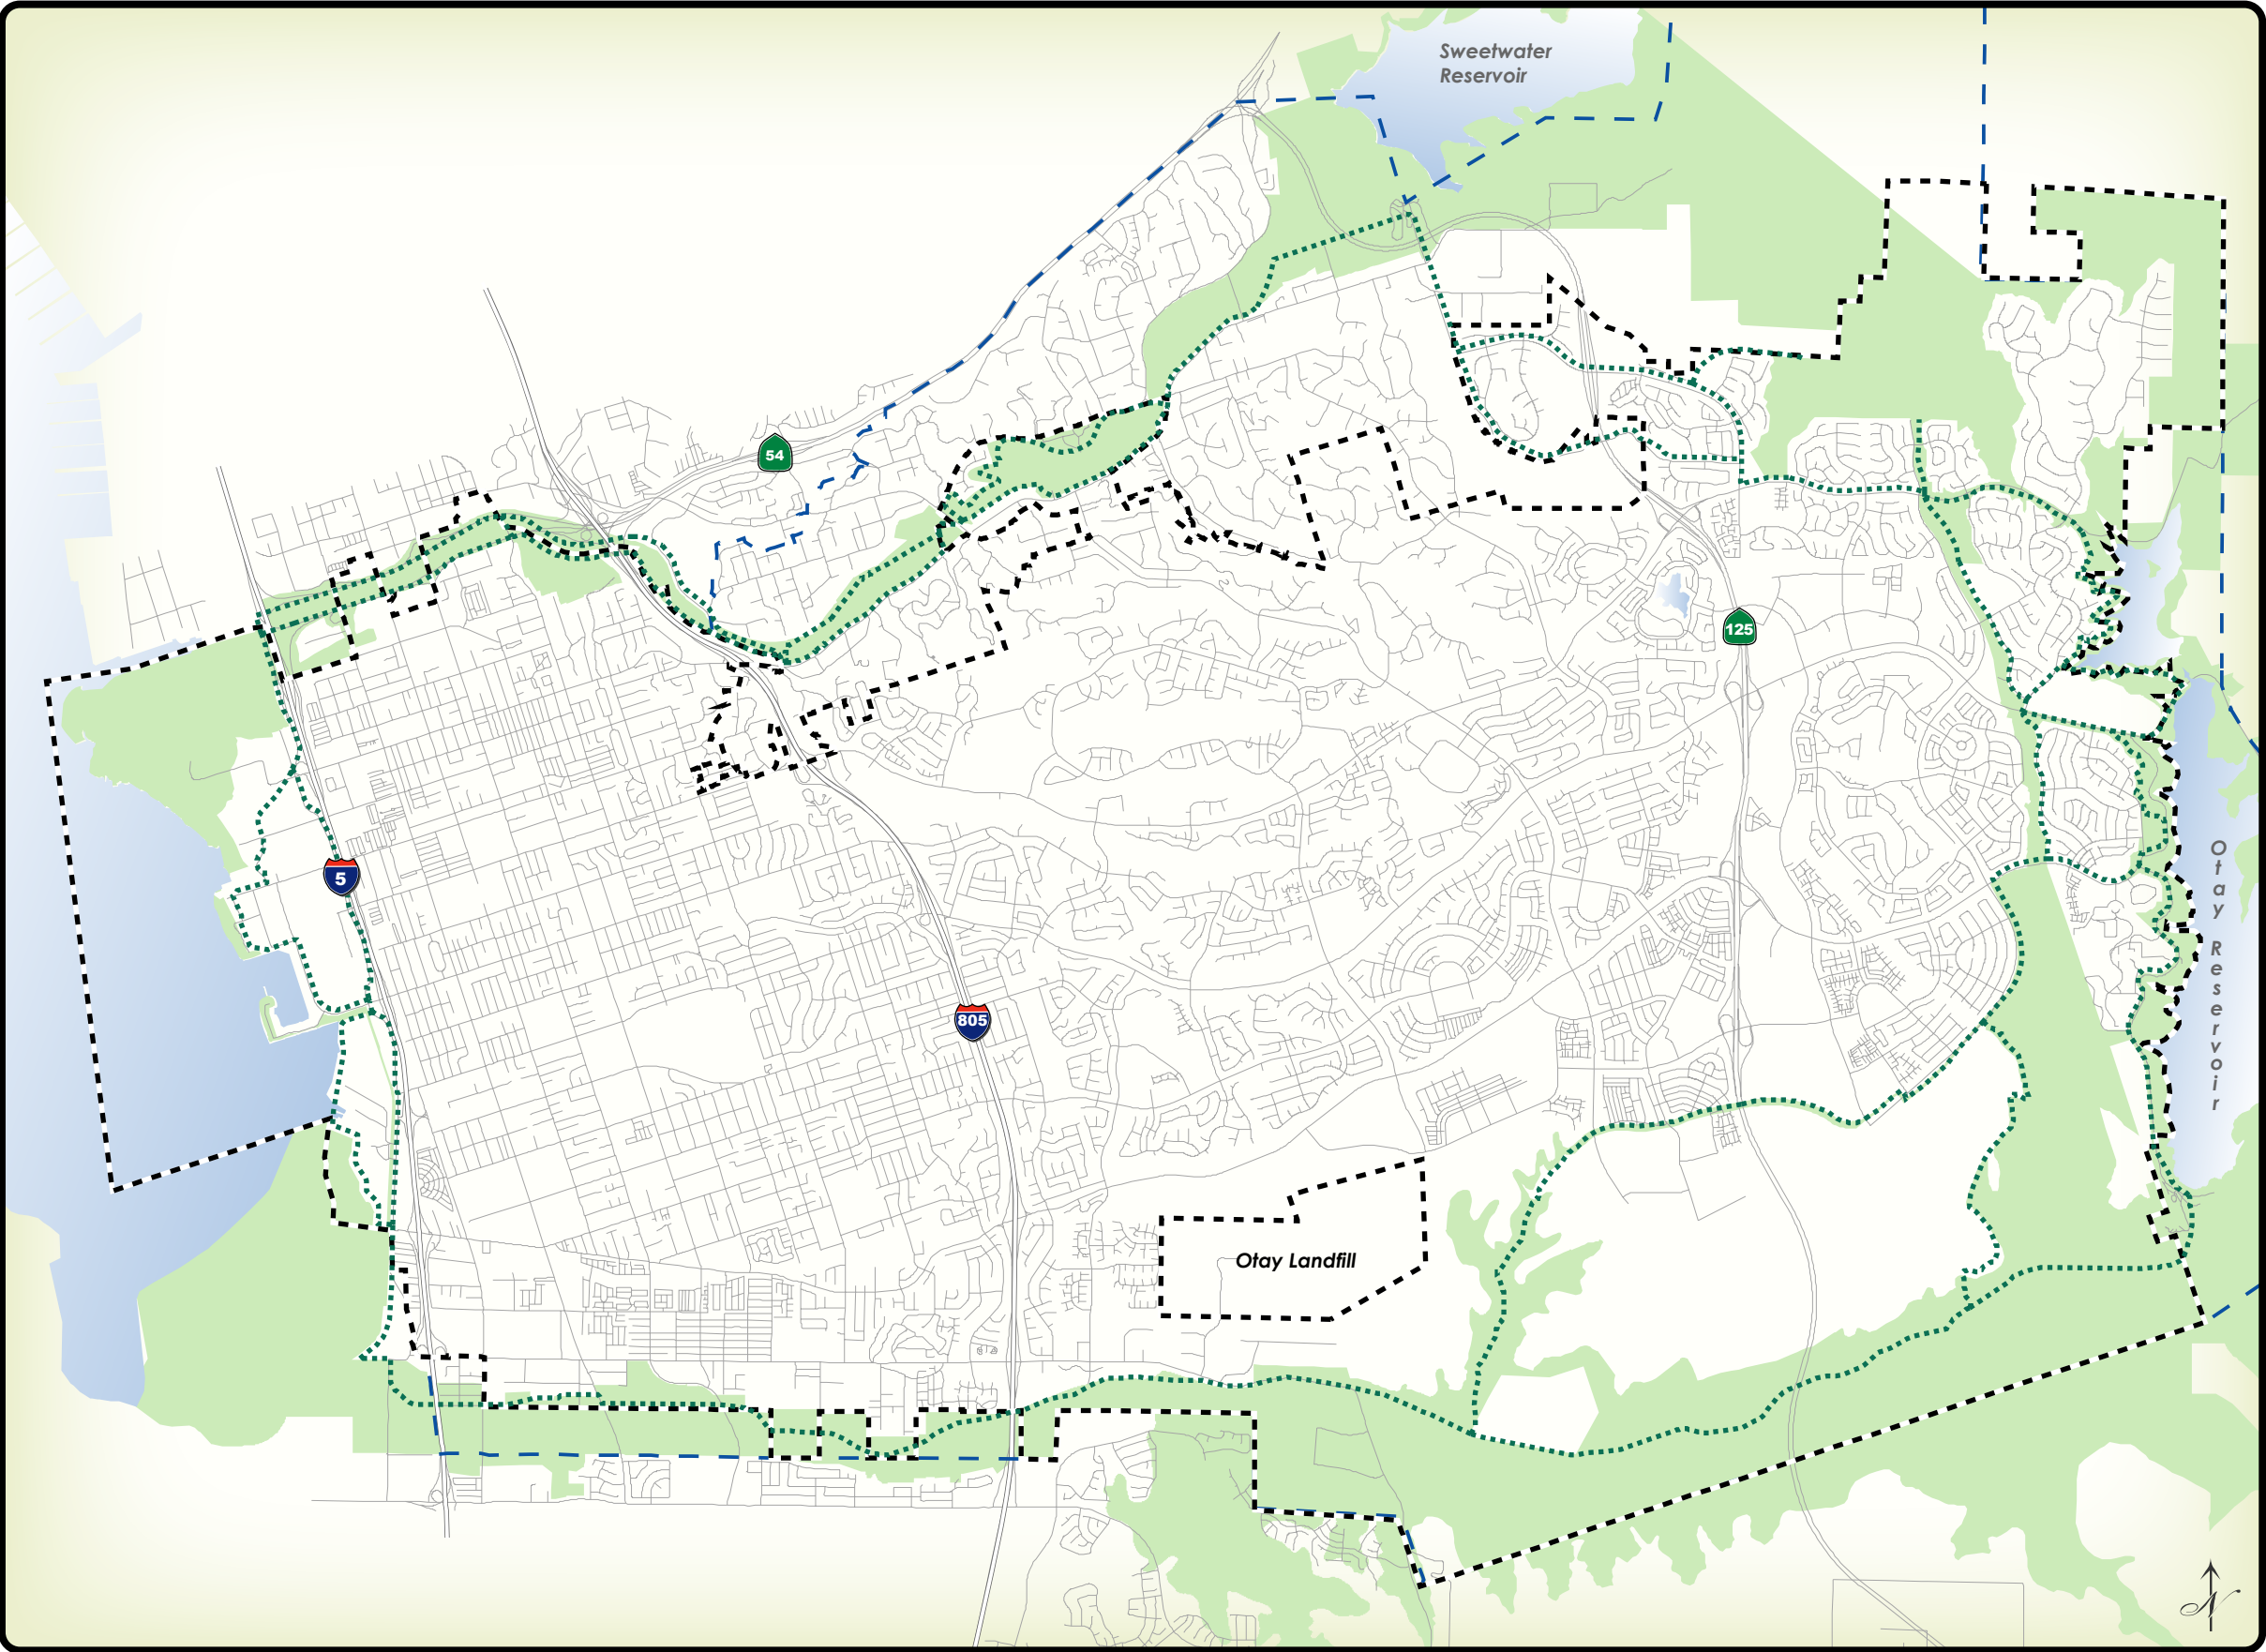 Sweetwater
Reservoir
54
125
5
Otay Reservoir
805
Otay Landfill
N